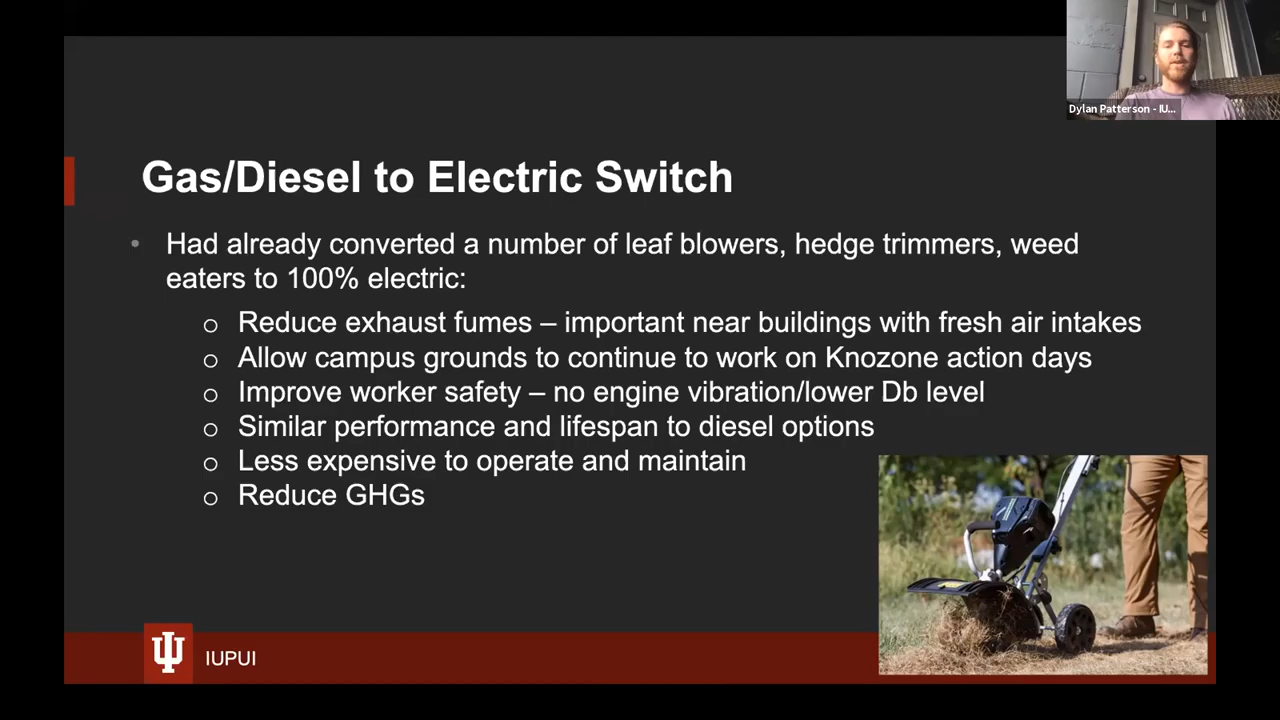 Dylan Patterson - IU...
Gas/Diesel to Electric Switch
• Had already converted a number of leaf blowers, hedge trimmers, weed
eaters to 100% electric:
o Reduce exhaust fumes – important near buildings with fresh air intakes
o Allow campus grounds to continue to work on Knozone action days
o Improve worker safety – no engine vibration/lower Db level
o Similar performance and lifespan to diesel options
o Less expensive to operate and maintain
o Reduce GHGs
IUPUI